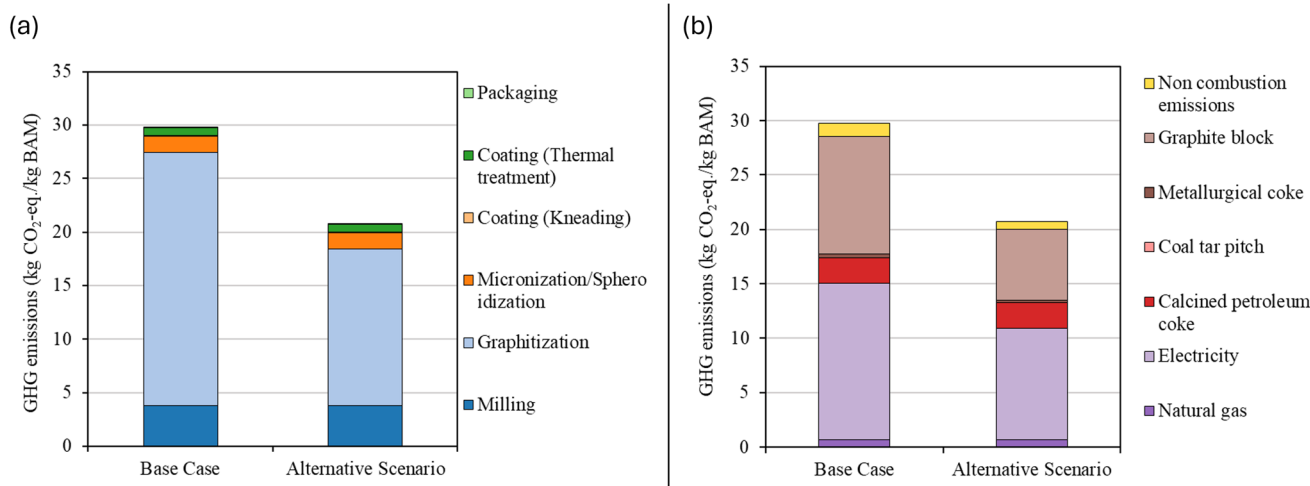 (a)
GHG emissions (kg CO₂-eq./kg BAM)
35
30
25
20
15
10
5
0
Base Case
Alternative Scenario
Packaging
Coating (Thermal
treatment)
Coating (Kneading)
Micronization/Sphero
idization
Graphitization
Milling
(b)
GHG emissions (kg CO₂-eq./kg BAM)
35
30
25
20
15
10
5
0
Base Case
Alternative Scenario
Non combustion
emissions
Graphite block
Metallurgical coke
Coal tar pitch
Calcined petroleum
coke
Electricity
Natural gas